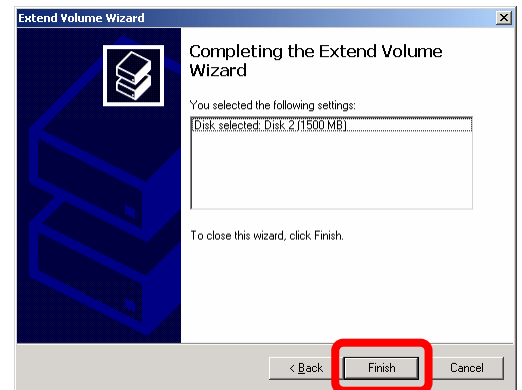 Extend Volume Wizard
Completing the Extend Volume
Wizard
You selected the following settings:
Disk selected: Disk 2 (1500 MB)
To close this wizard, click Finish.
< Back Finish Cancel